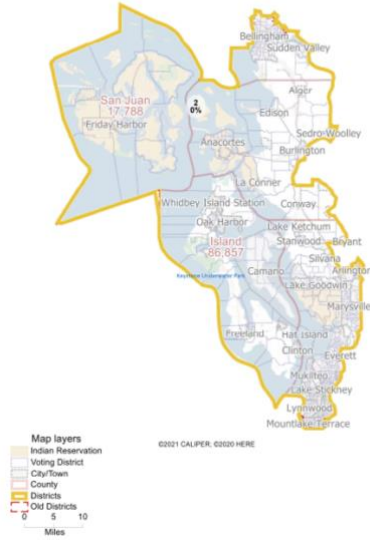 Bellingham
Sudden Valley
San Juan
17,788
2
0%
Alger
Edison
Friday Harbor
Sedro-Woolley
Anacortes
Burlington
La Conner
Whidbey Island Station
Conway
Oak Harbor
Lake Ketchum
Island
86,857
Stanwood
Bryant
Silvana
Keystone Underwater Park
Camano
Arlington
Lake Goodwin
Marysville
Freeland
Hat Island
Clinton
Everett
Mukilteo
Lake Stickney
Lynnwood
Mountlake Terrace
Map layers
©2021 CALIPER; ©2020 HERE
Indian Reservation
Voting District
City/Town
County
Districts
Old Districts
0 5 10
Miles